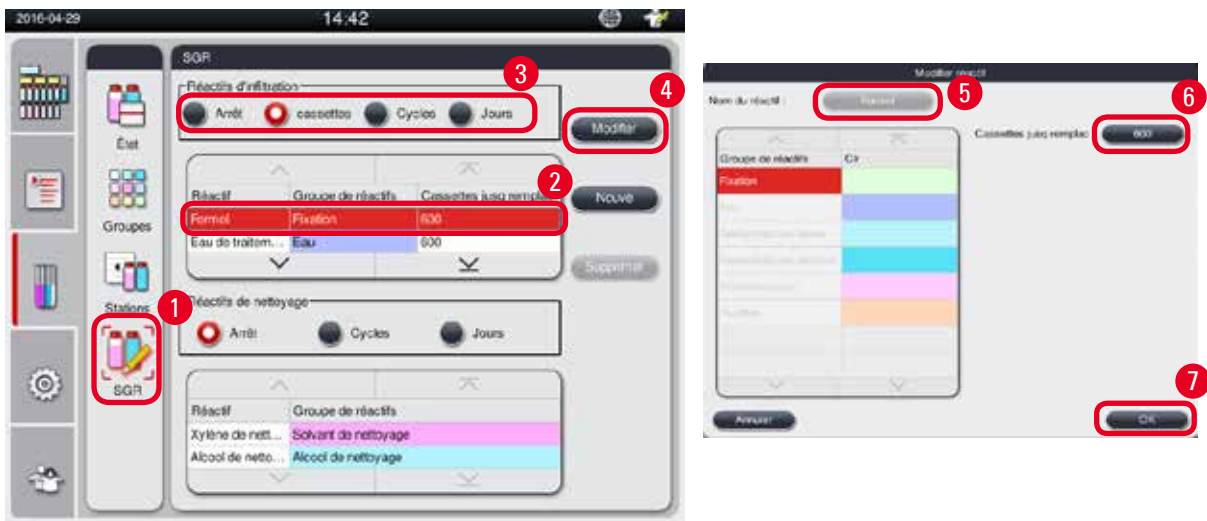 2016-04-29 14:42
SGR
Réactifs d'infiltration
3
Arrêt cassettes Cycles Jours
4
Modifier
État
Réactif Groupe de réactifs Cassettes jusq remplac
2
Nouve
Formol Fixation 600
Groupes
Eau de traitem... Eau 600
Supprimer
Stations
1
Réactifs de nettoyage
Arrêt Cycles Jours
SGR
Réactif Groupe de réactifs
Xylène de nett... Solvant de nettoyage
Alcool de netto... Alcool de nettoyage
Modifier réactif
Nom du réactif : Formol
5
6
Cassettes jusq remplac 600
Groupe de réactifs Clr
Fixation
7
Annuler
OK